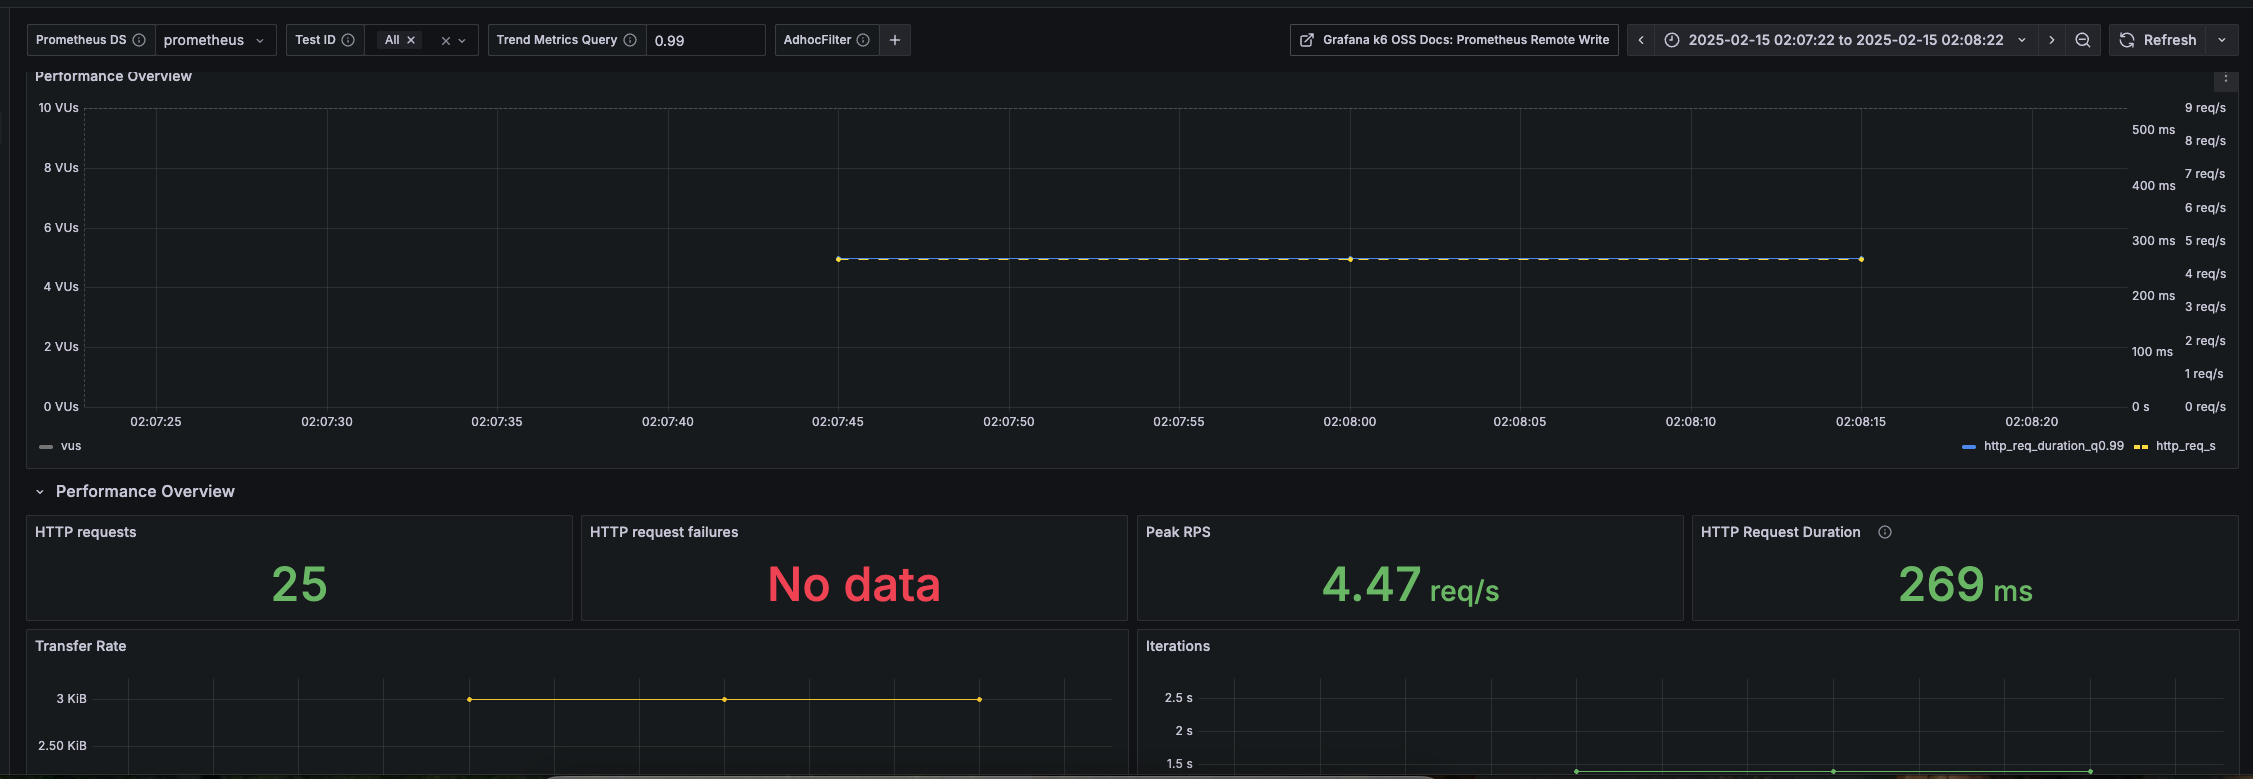 Prometheus DS prometheus Test ID All Trend Metrics Query 0.99 AdhocFilter + Grafana k6 OSS Docs: Prometheus Remote Write 2025-02-15 02:07:22 to 2025-02-15 02:08:22 Refresh
Performance Overview
10 VUs
8 VUs
6 VUs
4 VUs
2 VUs
0 VUs
500 ms
400 ms
300 ms
200 ms
100 ms
0 s
9 req/s
8 req/s
7 req/s
6 req/s
5 req/s
4 req/s
3 req/s
2 req/s
1 req/s
0 req/s
02:07:25 02:07:30 02:07:35 02:07:40 02:07:45 02:07:50 02:07:55 02:08:00 02:08:05 02:08:10 02:08:15 02:08:20
vus http_req_duration_q0.99 http_req_s
Performance Overview
HTTP requests
25
HTTP request failures
No data
Peak RPS
4.47 req/s
HTTP Request Duration
269 ms
Transfer Rate
3 KiB
2.50 KiB
Iterations
2.5 s
2 s
1.5 s